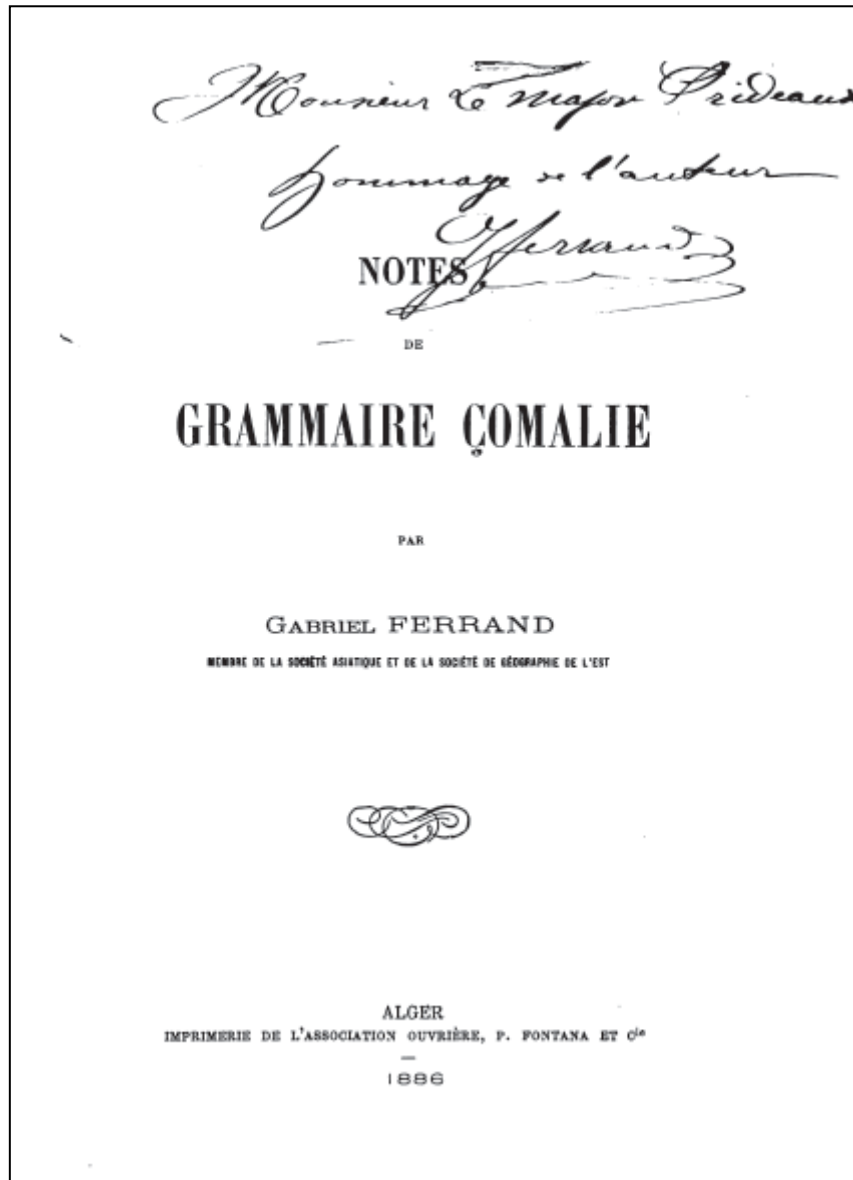 Monsieur Le Major Prideaux
hommage de l'auteur
GFerrand
NOTES
DE
GRAMMAIRE ÇOMALIE
PAR
GABRIEL FERRAND
MEMBRE DE LA SOCIÉTÉ ASIATIQUE ET DE LA SOCIÉTÉ DE GÉOGRAPHIE DE L'EST
ALGER
IMPRIMERIE DE L'ASSOCIATION OUVRIÈRE, P. FONTANA ET Cie
1886